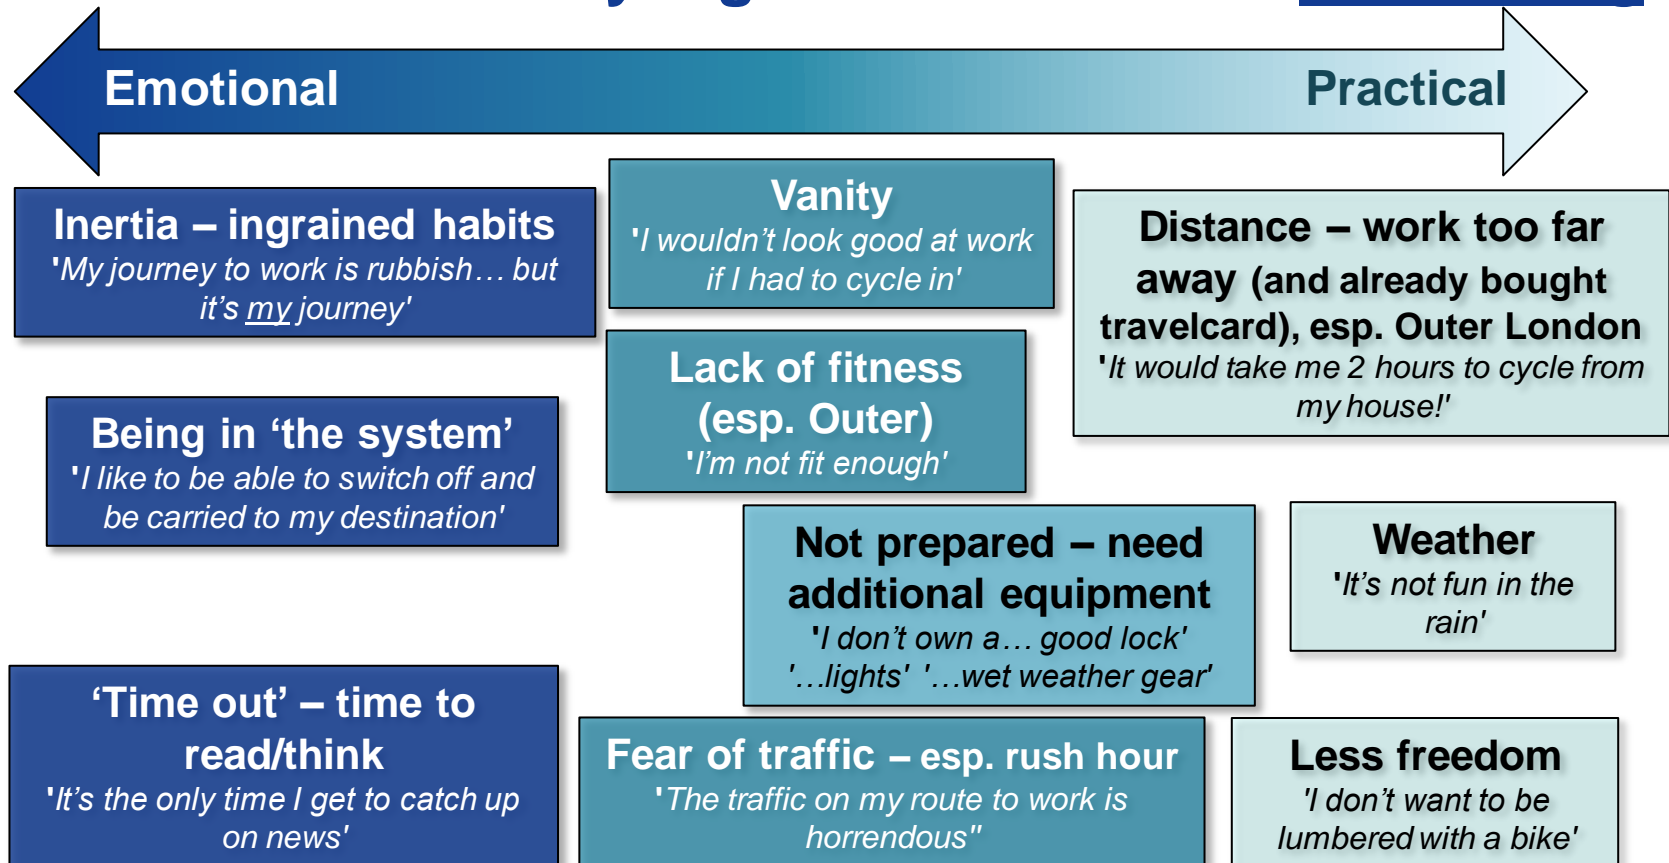 Emotional
Practical
Inertia – ingrained habits
'My journey to work is rubbish… but
it's my journey'
Vanity
'I wouldn't look good at work
if I had to cycle in'
Distance – work too far
away (and already bought
travelcard), esp. Outer London
'It would take me 2 hours to cycle from
my house!'
Lack of fitness
(esp. Outer)
'I'm not fit enough'
Being in 'the system'
'I like to be able to switch off and
be carried to my destination'
Not prepared – need
additional equipment
'I don't own a… good lock'
'…lights' '…wet weather gear'
Weather
'It's not fun in the
rain'
'Time out' – time to
read/think
'It's the only time I get to catch up
on news'
Fear of traffic – esp. rush hour
'The traffic on my route to work is
horrendous"
Less freedom
'I don't want to be
lumbered with a bike'